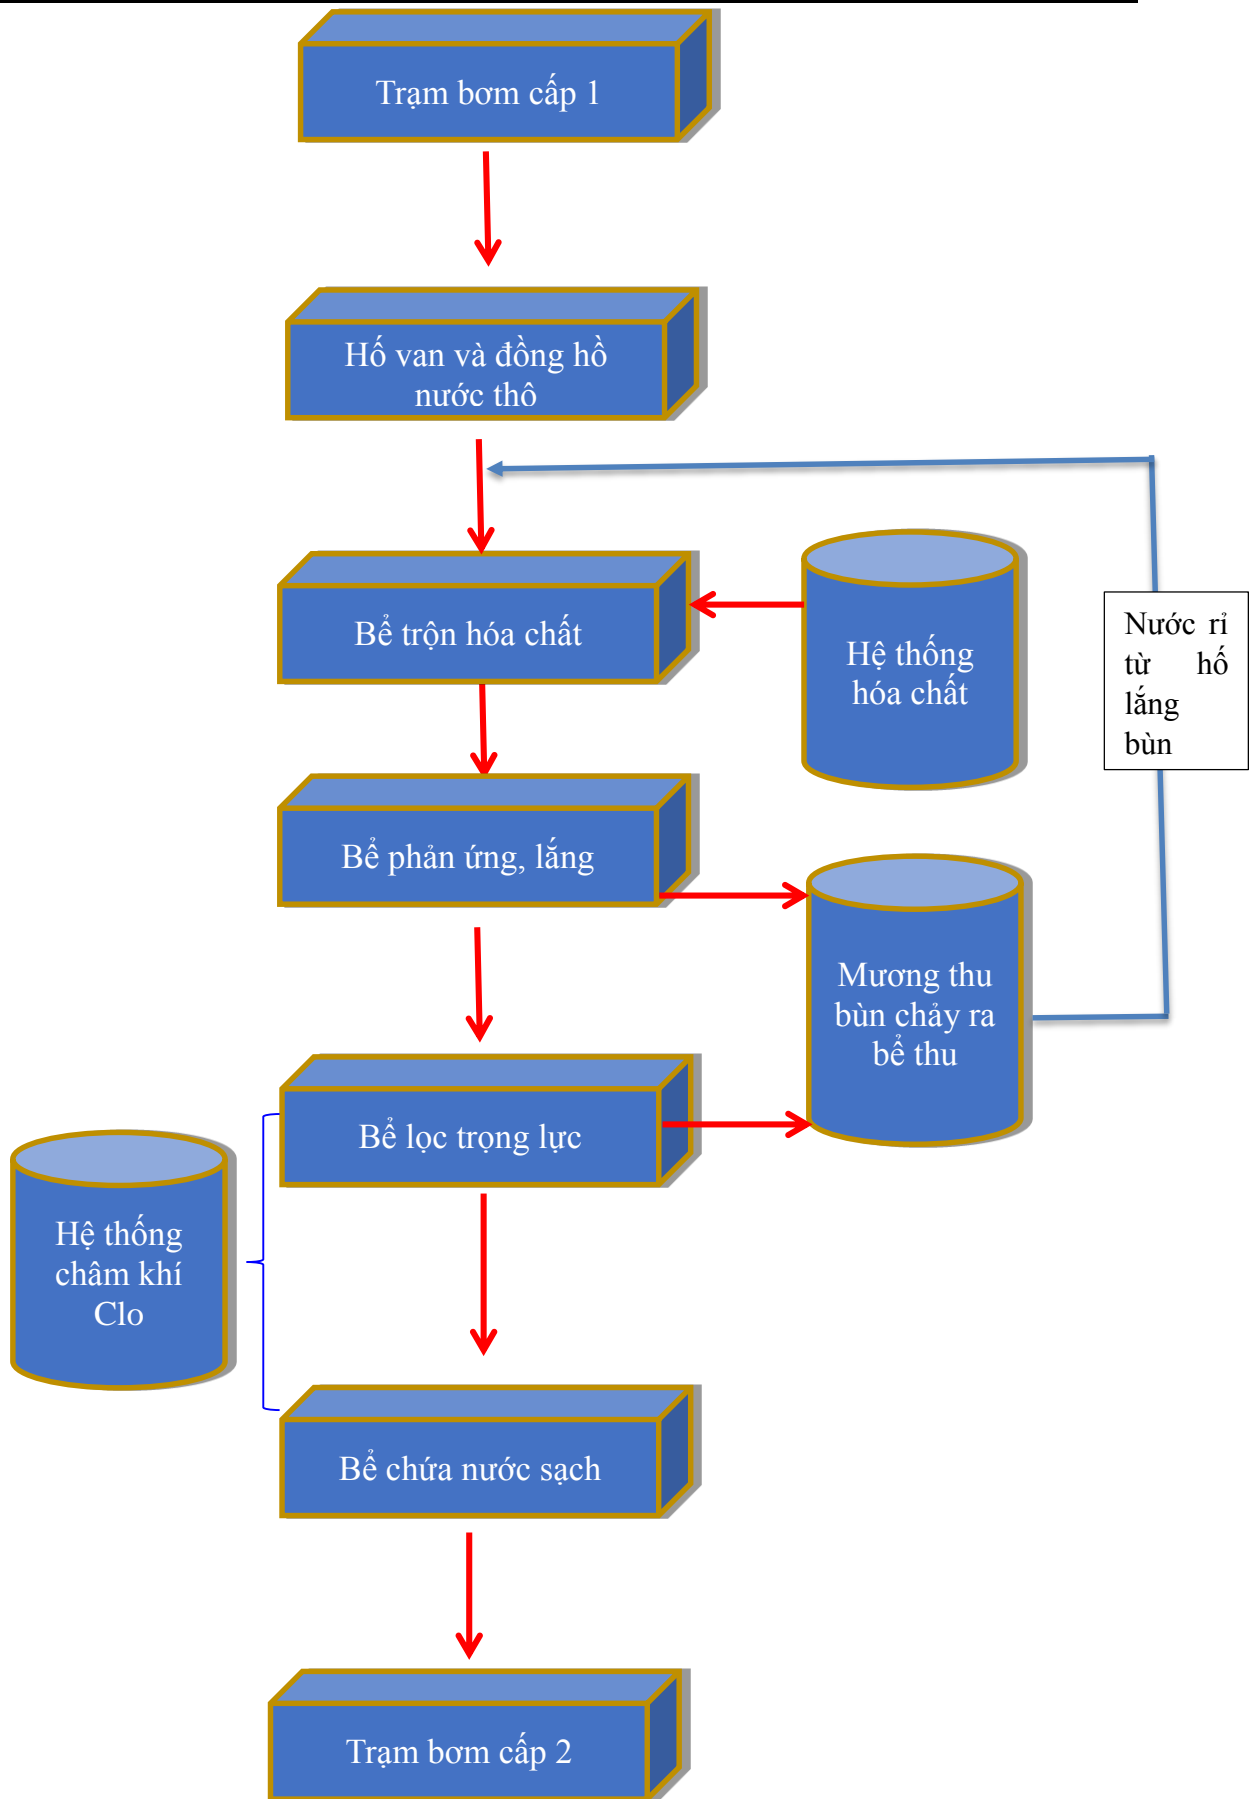 Trạm bơm cấp 1
Hố van và đồng hồ
nước thô
Bể trộn hóa chất
Hệ thống
hóa chất
Nước rỉ
từ hố
lắng
bùn
Bể phản ứng, lắng
Mương thu
bùn chảy ra
bể thu
Bể lọc trọng lực
Hệ thống
châm khí
Clo
Bể chứa nước sạch
Trạm bơm cấp 2